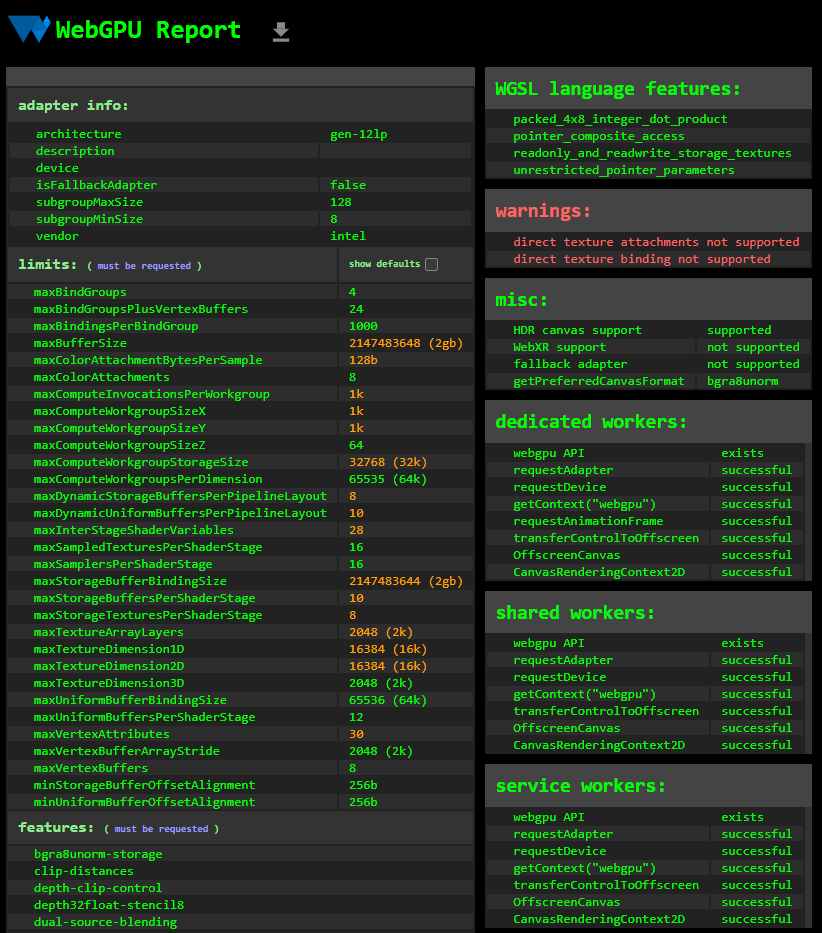 WebGPU Report
adapter info:
architecture gen-12lp
description
device
isFallbackAdapter false
subgroupMaxSize 128
subgroupMinSize 8
vendor intel
limits: ( must be requested ) show defaults
maxBindGroups 4
maxBindGroupsPlusVertexBuffers 24
maxBindingsPerBindGroup 1000
maxBufferSize 2147483648 (2gb)
maxColorAttachmentBytesPerSample 128b
maxColorAttachments 8
maxComputeInvocationsPerWorkgroup 1k
maxComputeWorkgroupSizeX 1k
maxComputeWorkgroupSizeY 1k
maxComputeWorkgroupSizeZ 64
maxComputeWorkgroupStorageSize 32768 (32k)
maxComputeWorkgroupsPerDimension 65535 (64k)
maxDynamicStorageBuffersPerPipelineLayout 8
maxDynamicUniformBuffersPerPipelineLayout 10
maxInterStageShaderVariables 28
maxSampledTexturesPerShaderStage 16
maxSamplersPerShaderStage 16
maxStorageBufferBindingSize 2147483644 (2gb)
maxStorageBuffersPerShaderStage 10
maxStorageTexturesPerShaderStage 8
maxTextureArrayLayers 2048 (2k)
maxTextureDimension1D 16384 (16k)
maxTextureDimension2D 16384 (16k)
maxTextureDimension3D 2048 (2k)
maxUniformBufferBindingSize 65536 (64k)
maxUniformBuffersPerShaderStage 12
maxVertexAttributes 30
maxVertexBufferArrayStride 2048 (2k)
maxVertexBuffers 8
minStorageBufferOffsetAlignment 256b
minUniformBufferOffsetAlignment 256b
features: ( must be requested )
bgra8unorm-storage
clip-distances
depth-clip-control
depth32float-stencil8
dual-source-blending
WGSL language features:
packed_4x8_integer_dot_product
pointer_composite_access
readonly_and_readwrite_storage_textures
unrestricted_pointer_parameters
warnings:
direct texture attachments not supported
direct texture binding not supported
misc:
HDR canvas support supported
WebXR support not supported
fallback adapter not supported
getPreferredCanvasFormat bgra8unorm
dedicated workers:
webgpu API exists
requestAdapter successful
requestDevice successful
getContext("webgpu") successful
requestAnimationFrame successful
transferControlToOffscreen successful
OffscreenCanvas successful
CanvasRenderingContext2D successful
shared workers:
webgpu API exists
requestAdapter successful
requestDevice successful
getContext("webgpu") successful
transferControlToOffscreen successful
OffscreenCanvas successful
CanvasRenderingContext2D successful
service workers:
webgpu API exists
requestAdapter successful
requestDevice successful
getContext("webgpu") successful
transferControlToOffscreen successful
OffscreenCanvas successful
CanvasRenderingContext2D successful